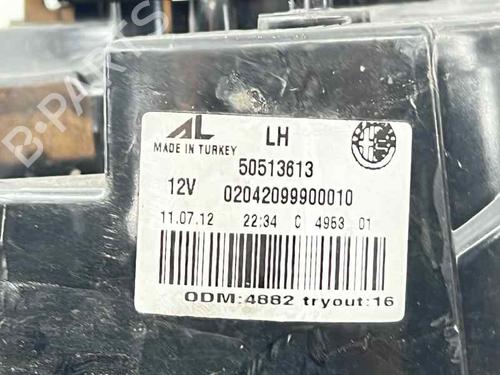 AL LH
MADE IN TURKEY
50513613
12V 02042099900010
11.07.12 22:34 C 4953 01
ODM:4882 tryout:16
B-PARTS